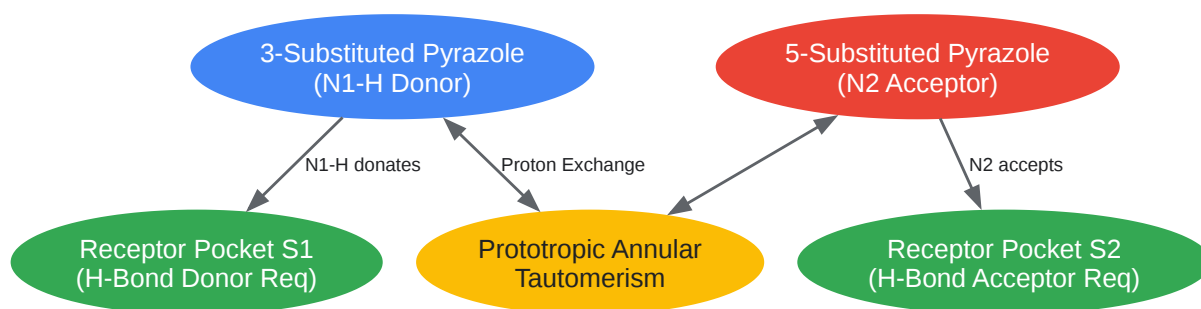 3-Substituted Pyrazole
(N1-H Donor)
5-Substituted Pyrazole
(N2 Acceptor)
N1-H donates
Proton Exchange
N2 accepts
Receptor Pocket S1
(H-Bond Donor Req)
Prototropic Annular
Tautomerism
Receptor Pocket S2
(H-Bond Acceptor Req)